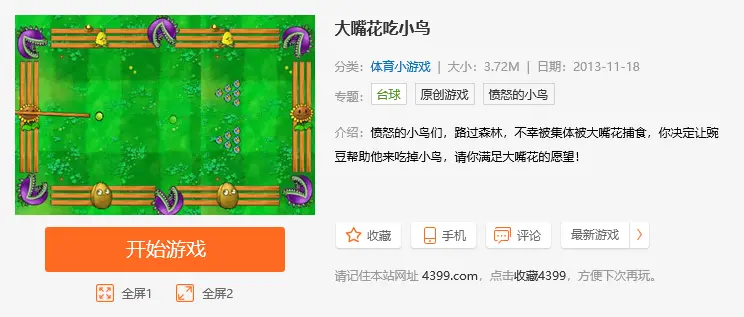 大嘴花吃小鸟
分类：体育小游戏 | 大小：3.72M | 日期：2013-11-18
专题： 台球 原创游戏 愤怒的小鸟
介绍：愤怒的小鸟们，路过森林，不幸被集体被大嘴花捕食，你决定让豌
豆帮助他来吃掉小鸟，请你满足大嘴花的愿望！
开始游戏
收藏 手机 评论 最新游戏
请记住本站网址 4399.com，点击收藏4399，方便下次再玩。
全屏1 全屏2